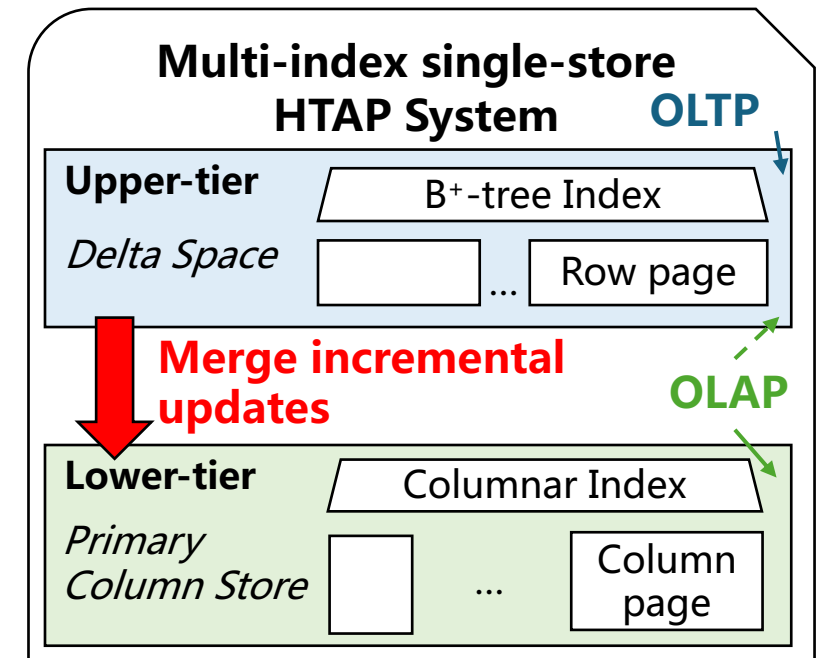 Multi-index single-store
HTAP System
OLTP
Upper-tier
B⁺-tree Index
Delta Space
...
Row page
Merge incremental
updates
OLAP
Lower-tier
Columnar Index
Primary
Column Store
...
Column
page